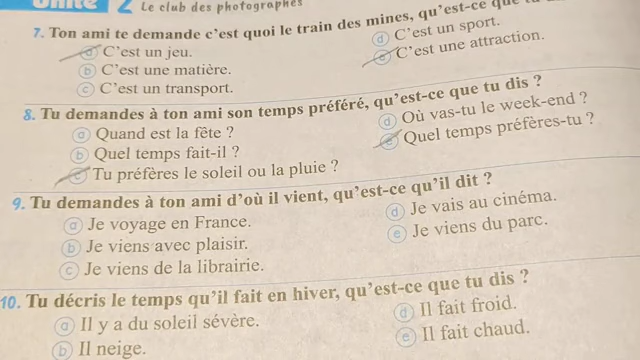 Unité 2 Le club des photographes
7. Ton ami te demande c'est quoi le train des mines, qu'est-ce que
a C'est un jeu.
b C'est une matière.
c C'est un transport.
d C'est un sport.
e C'est une attraction.
8. Tu demandes à ton ami son temps préféré, qu'est-ce que tu dis ?
a Quand est la fête ?
b Quel temps fait-il ?
c Tu préfères le soleil ou la pluie ?
d Où vas-tu le week-end ?
e Quel temps préfères-tu ?
9. Tu demandes à ton ami d'où il vient, qu'est-ce qu'il dit ?
a Je voyage en France.
b Je viens avec plaisir.
c Je viens de la librairie.
d Je vais au cinéma.
e Je viens du parc.
10. Tu décris le temps qu'il fait en hiver, qu'est-ce que tu dis ?
a Il y a du soleil sévère.
b Il neige.
d Il fait froid.
e Il fait chaud.